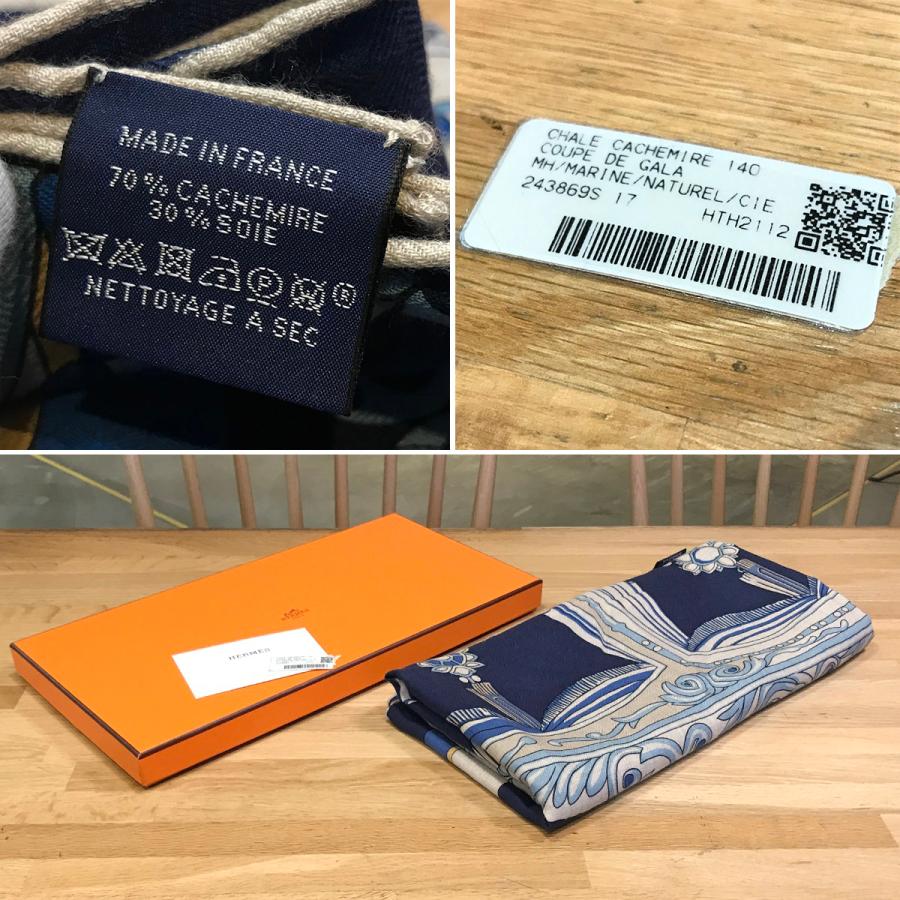 MADE IN FRANCE
70% CACHEMIRE
30% SOIE
P
®
NETTOYAGE A SEC
CHALE CACHEMIRE 140
COUPE DE GALA
MH/MARINE/NATUREL/CIE
243869S 17 HTH2112
HERMES
HERMES